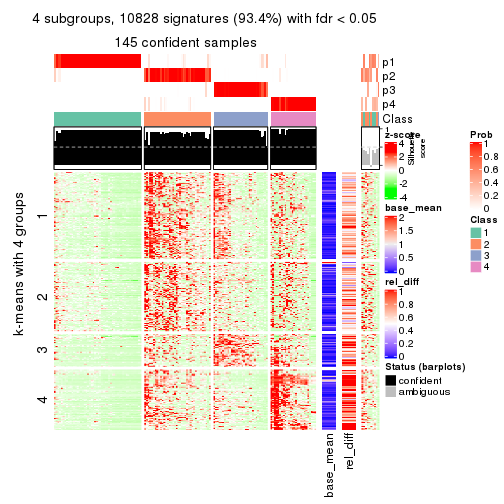 4 subgroups, 10828 signatures (93.4%) with fdr < 0.05
145 confident samples
p1
p2
p3
p4
Class
1
0
Silhouette
score
k-means with 4 groups
1
2
3
4
base_mean
rel_diff
z-score
4
2
0
-2
-4
base_mean
2
1.5
1
0.5
0
rel_diff
1
0.8
0.6
0.4
0.2
0
Status (barplots)
confident
ambiguous
Prob
1
0.8
0.6
0.4
0.2
0
Class
1
2
3
4